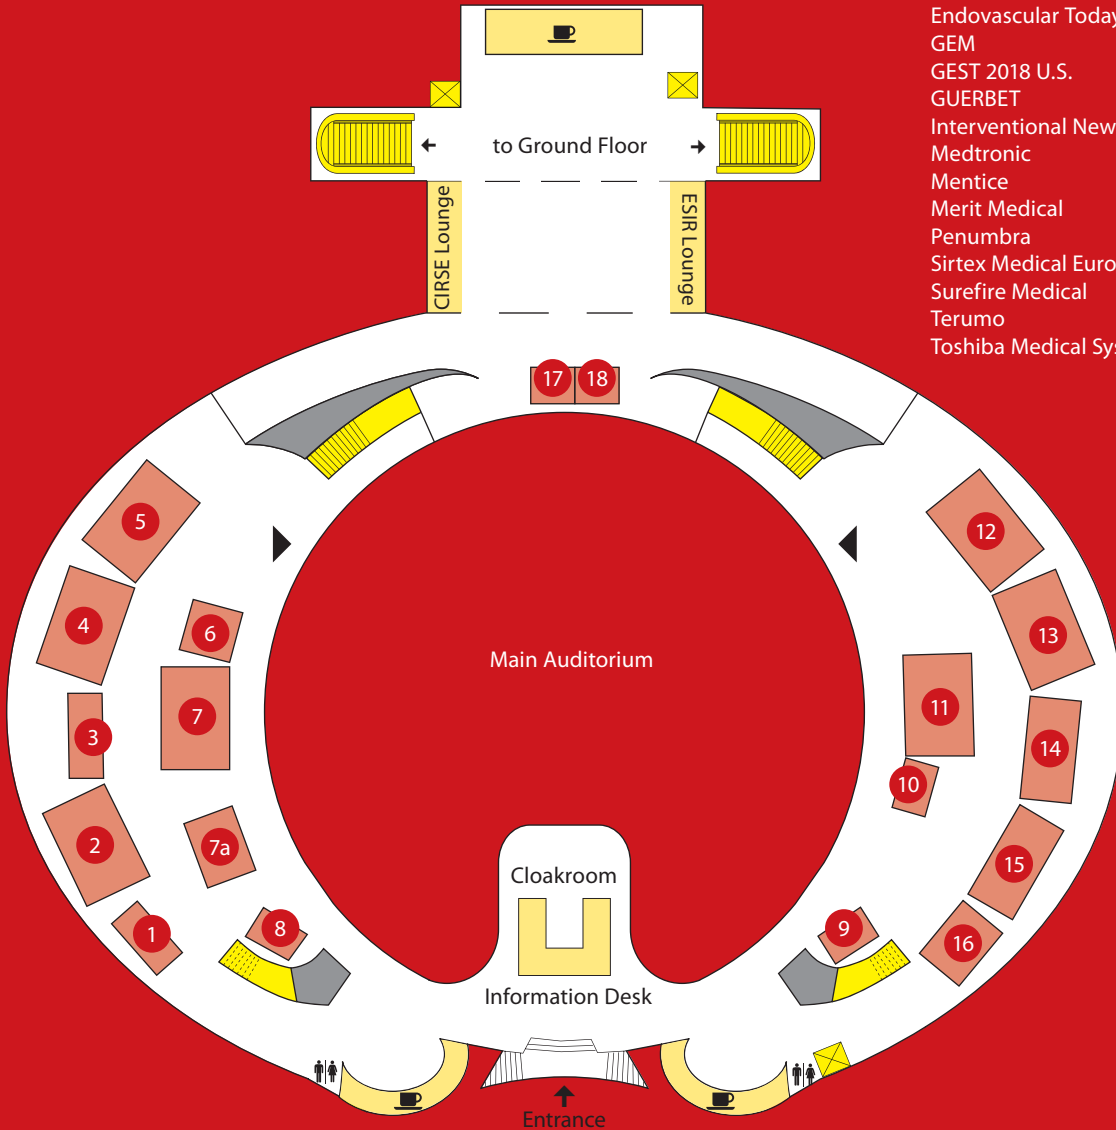 Endovascular Today
GEM
GEST 2018 U.S.
GUERBET
Interventional New
Medtronic
Mentice
Merit Medical
Penumbra
Sirtex Medical Euro
Surefire Medical
Terumo
Toshiba Medical Sys
to Ground Floor
CIRSE Lounge
ESIR Lounge
17
18
5
12
4
6
13
Main Auditorium
7
11
3
14
10
2
7a
15
Cloakroom
1
8
9
16
Information Desk
Entrance